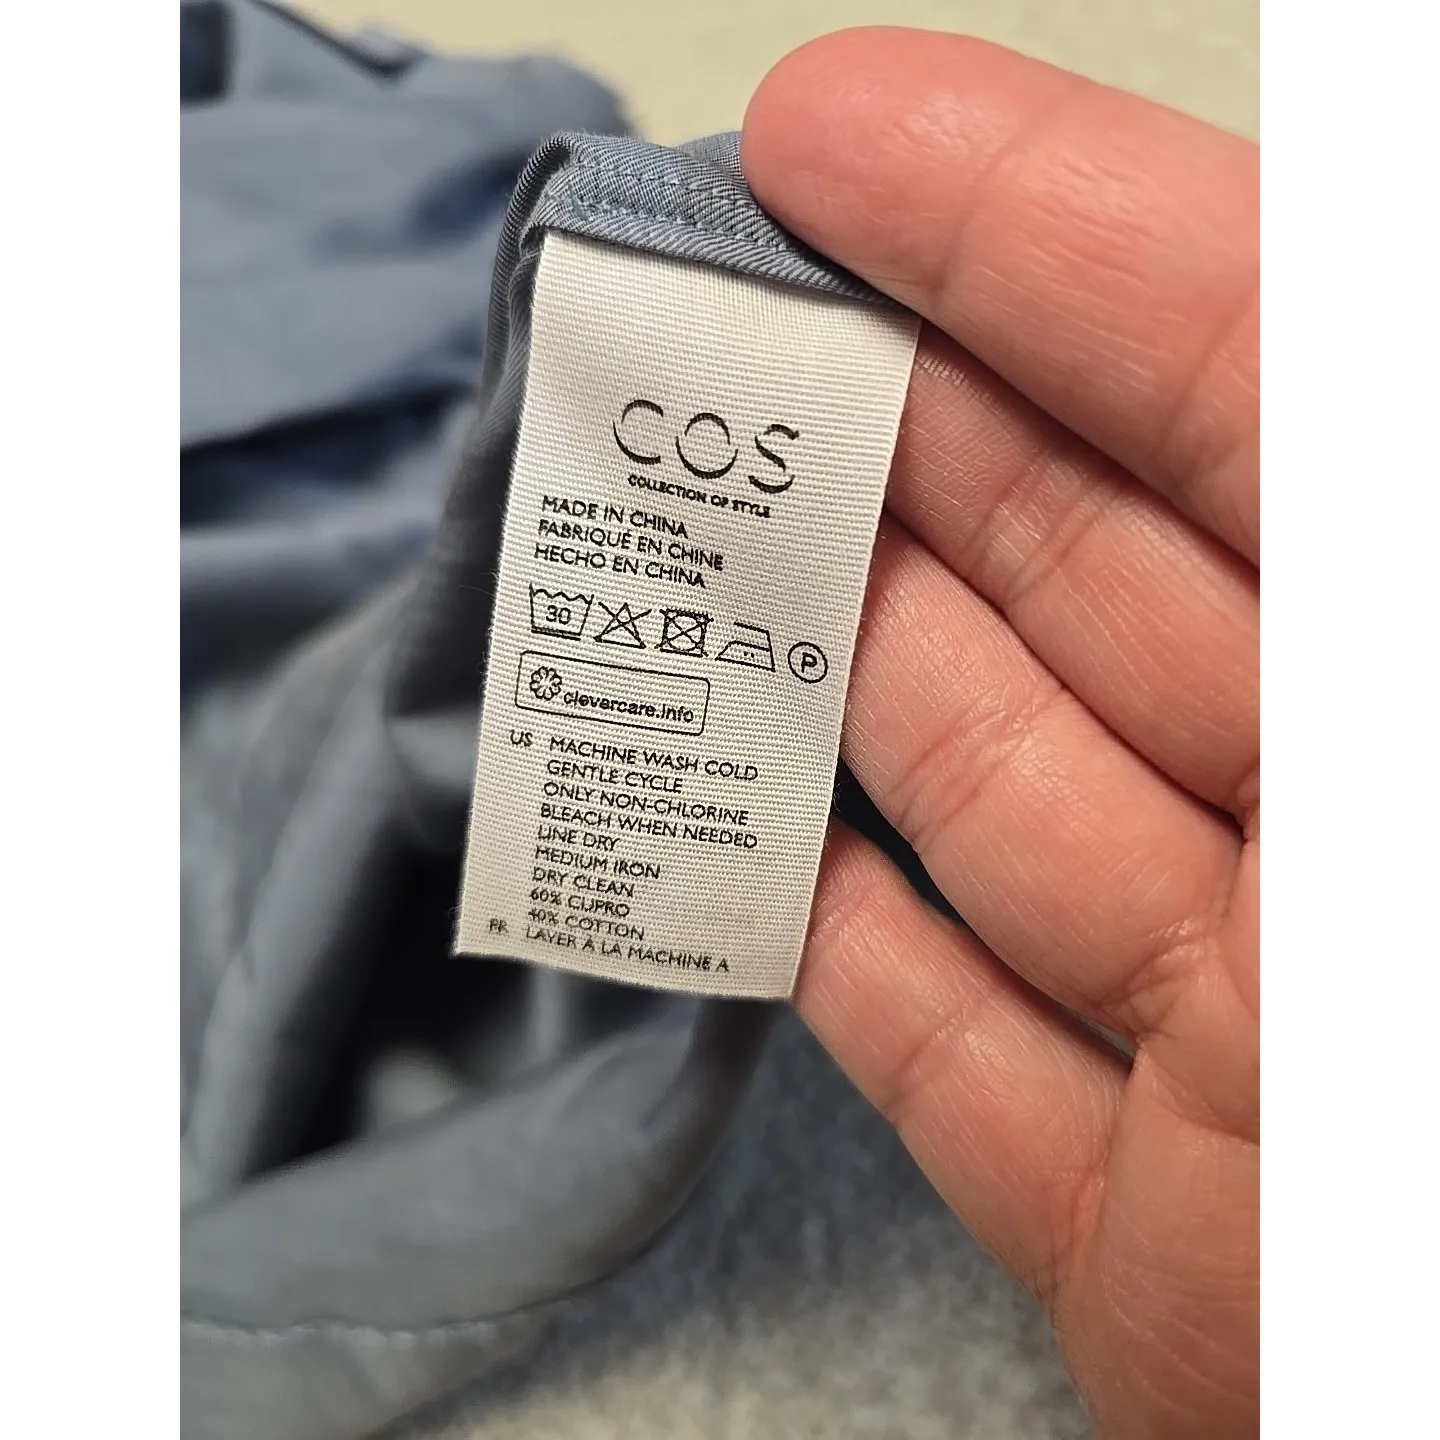 COS
COLLECTION OF STYLE
MADE IN CHINA
FABRIQUÉ EN CHINE
HECHO EN CHINA
30 P
clevercare.info
US MACHINE WASH COLD
GENTLE CYCLE
ONLY NON-CHLORINE
BLEACH WHEN NEEDED
LINE DRY
MEDIUM IRON
DRY CLEAN
60% CUPRO
40% COTTON
FR LAVER À LA MACHINE A